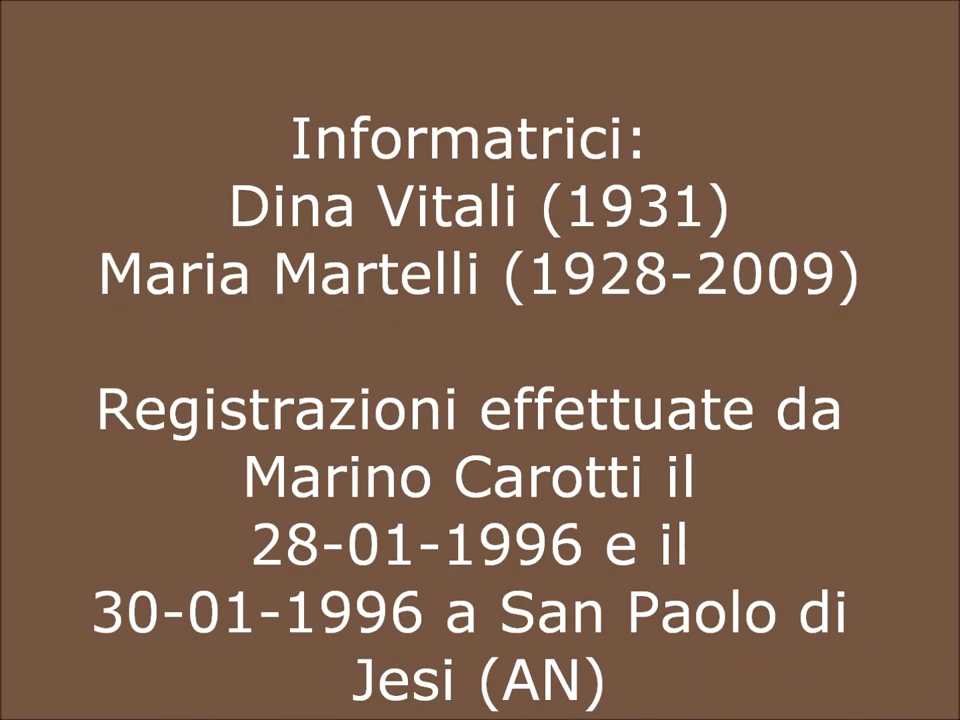 Informatrici:
Dina Vitali (1931)
Maria Martelli (1928-2009)
Registrazioni effettuate da
Marino Carotti il
28-01-1996 e il
30-01-1996 a San Paolo di
Jesi (AN)